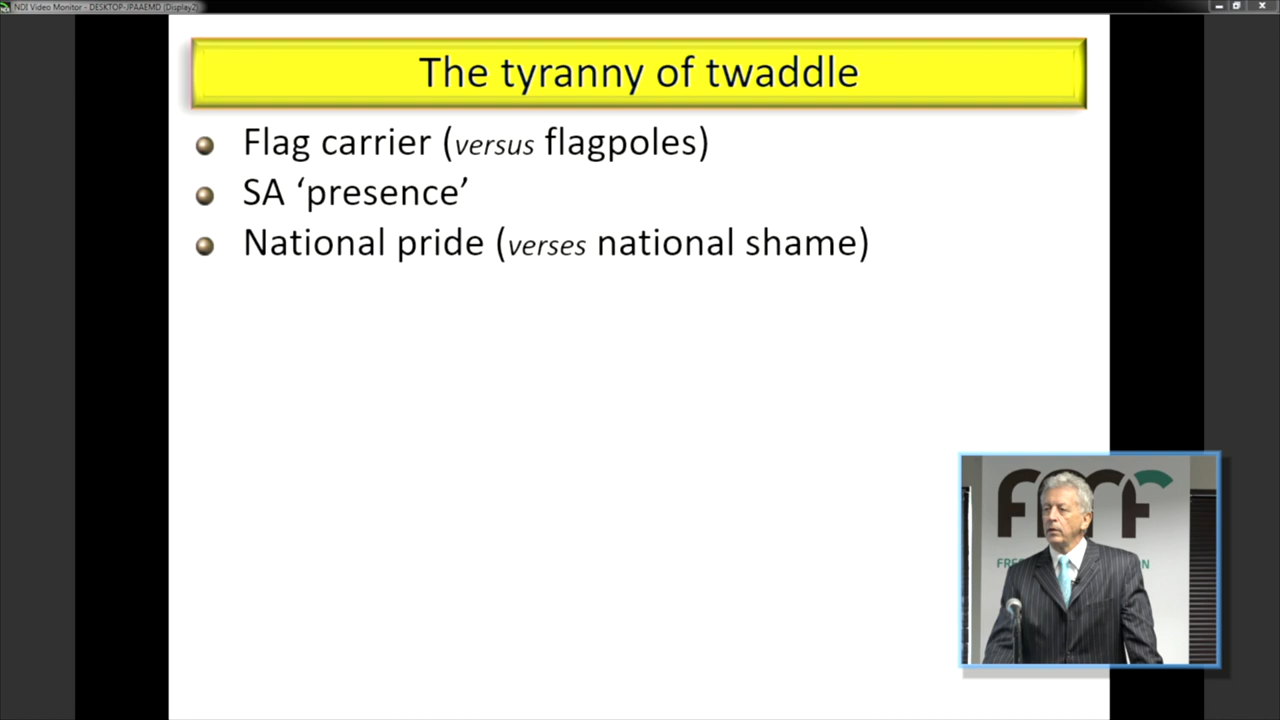 NDI Video Monitor - DESKTOP-JPAAEMD (Display2)
The tyranny of twaddle
Flag carrier (versus flagpoles)
SA ‘presence’
National pride (verses national shame)
FMF